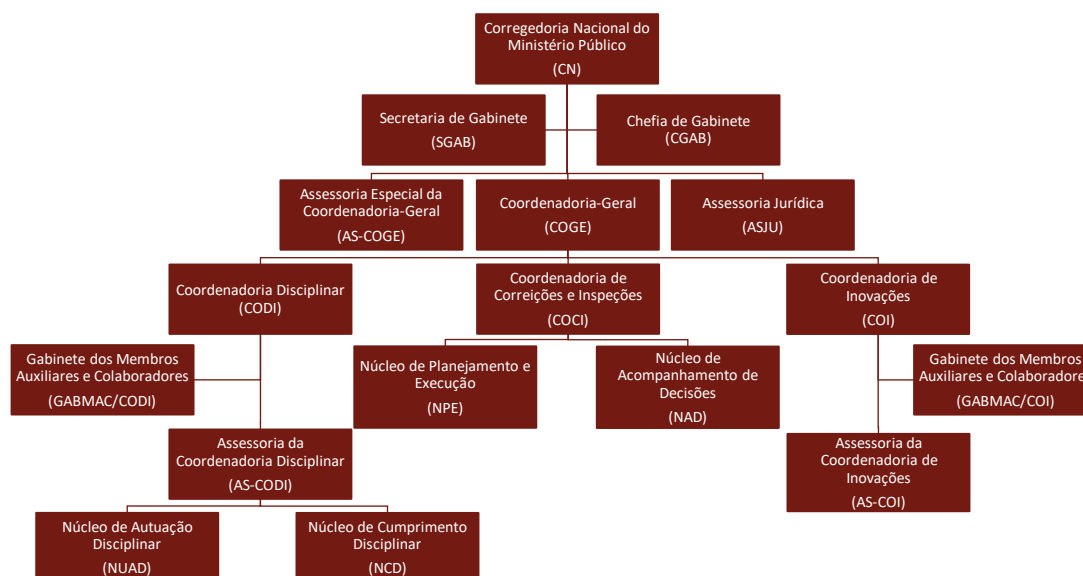 Corregedoria Nacional do
Ministério Público
(CN)
Secretaria de Gabinete
(SGAB)
Chefia de Gabinete
(CGAB)
Assessoria Especial da
Coordenadoria-Geral
(AS-COGE)
Coordenadoria-Geral
(COGE)
Assessoria Jurídica
(ASJU)
Coordenadoria Disciplinar
(CODI)
Coordenadoria de
Correições e Inspeções
(COCI)
Coordenadoria de
Inovações
(COI)
Gabinete dos Membros
Auxiliares e Colaboradores
(GABMAC/CODI)
Núcleo de Planejamento e
Execução
(NPE)
Núcleo de
Acompanhamento de
Decisões
(NAD)
Gabinete dos Membros
Auxiliares e Colaboradores
(GABMAC/COI)
Assessoria da
Coordenadoria Disciplinar
(AS-CODI)
Assessoria da
Coordenadoria de
Inovações
(AS-COI)
Núcleo de Autuação
Disciplinar
(NUAD)
Núcleo de Cumprimento
Disciplinar
(NCD)